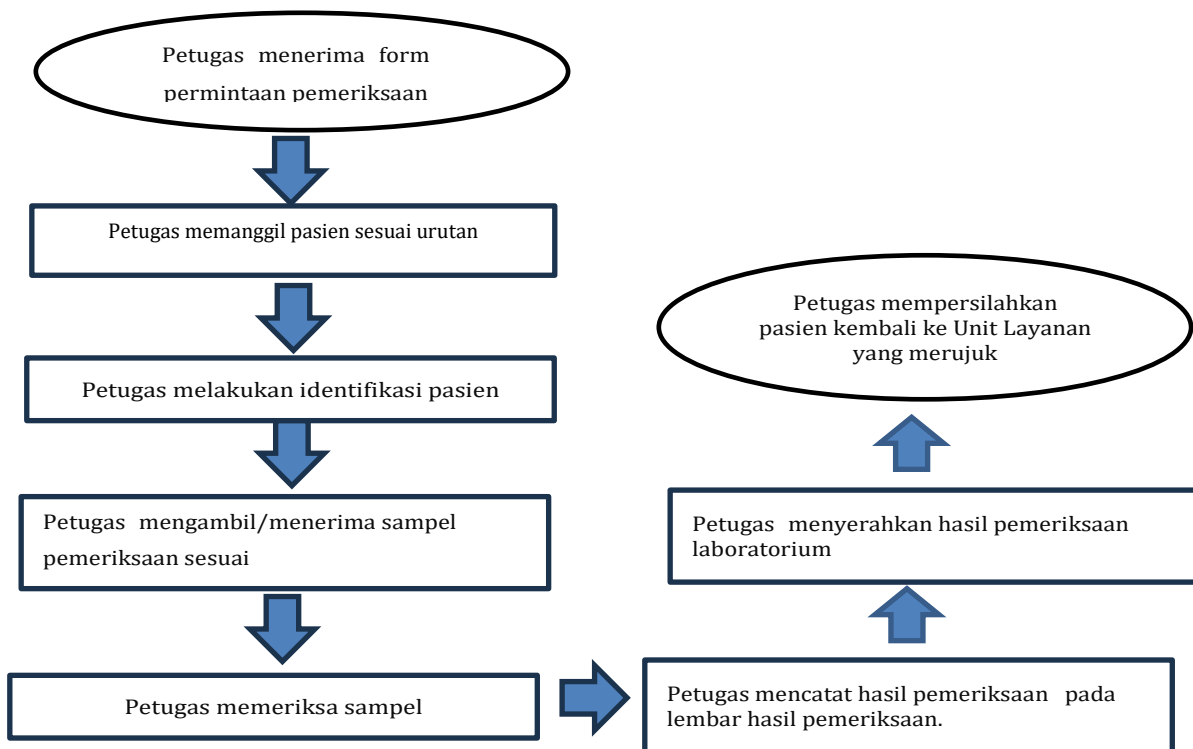 Petugas menerima form
permintaan pemeriksaan
Petugas memanggil pasien sesuai urutan
Petugas melakukan identifikasi pasien
Petugas mengambil/menerima sampel
pemeriksaan sesuai
Petugas memeriksa sampel
Petugas mencatat hasil pemeriksaan pada
lembar hasil pemeriksaan.
Petugas menyerahkan hasil pemeriksaan
laboratorium
Petugas mempersilahkan
pasien kembali ke Unit Layanan
yang merujuk